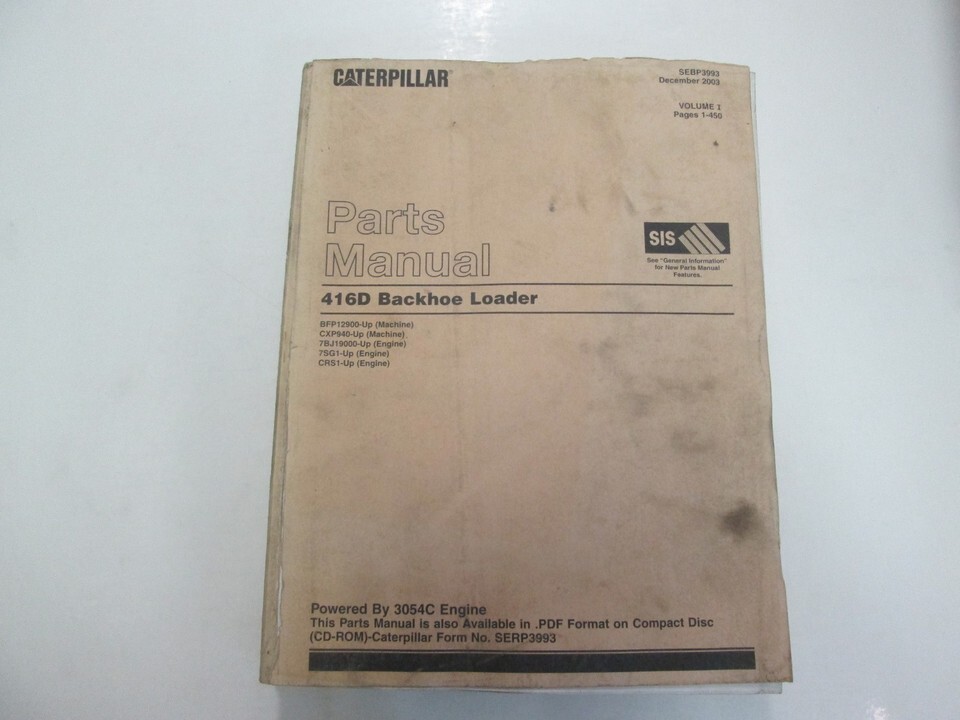 CATERPILLAR®
SEBP3993
December 2003
VOLUME 1
Pages 1-450
Parts
Manual
SIS
See "General Information"
for New Parts Manual
Features.
416D Backhoe Loader
BFP12900-Up (Machine)
CXP940-Up (Machine)
7BJ19000-Up (Engine)
7SG1-Up (Engine)
CRS1-Up (Engine)
Powered By 3054C Engine
This Parts Manual is also Available in .PDF Format on Compact Disc
(CD-ROM)-Caterpillar Form No. SERP3993